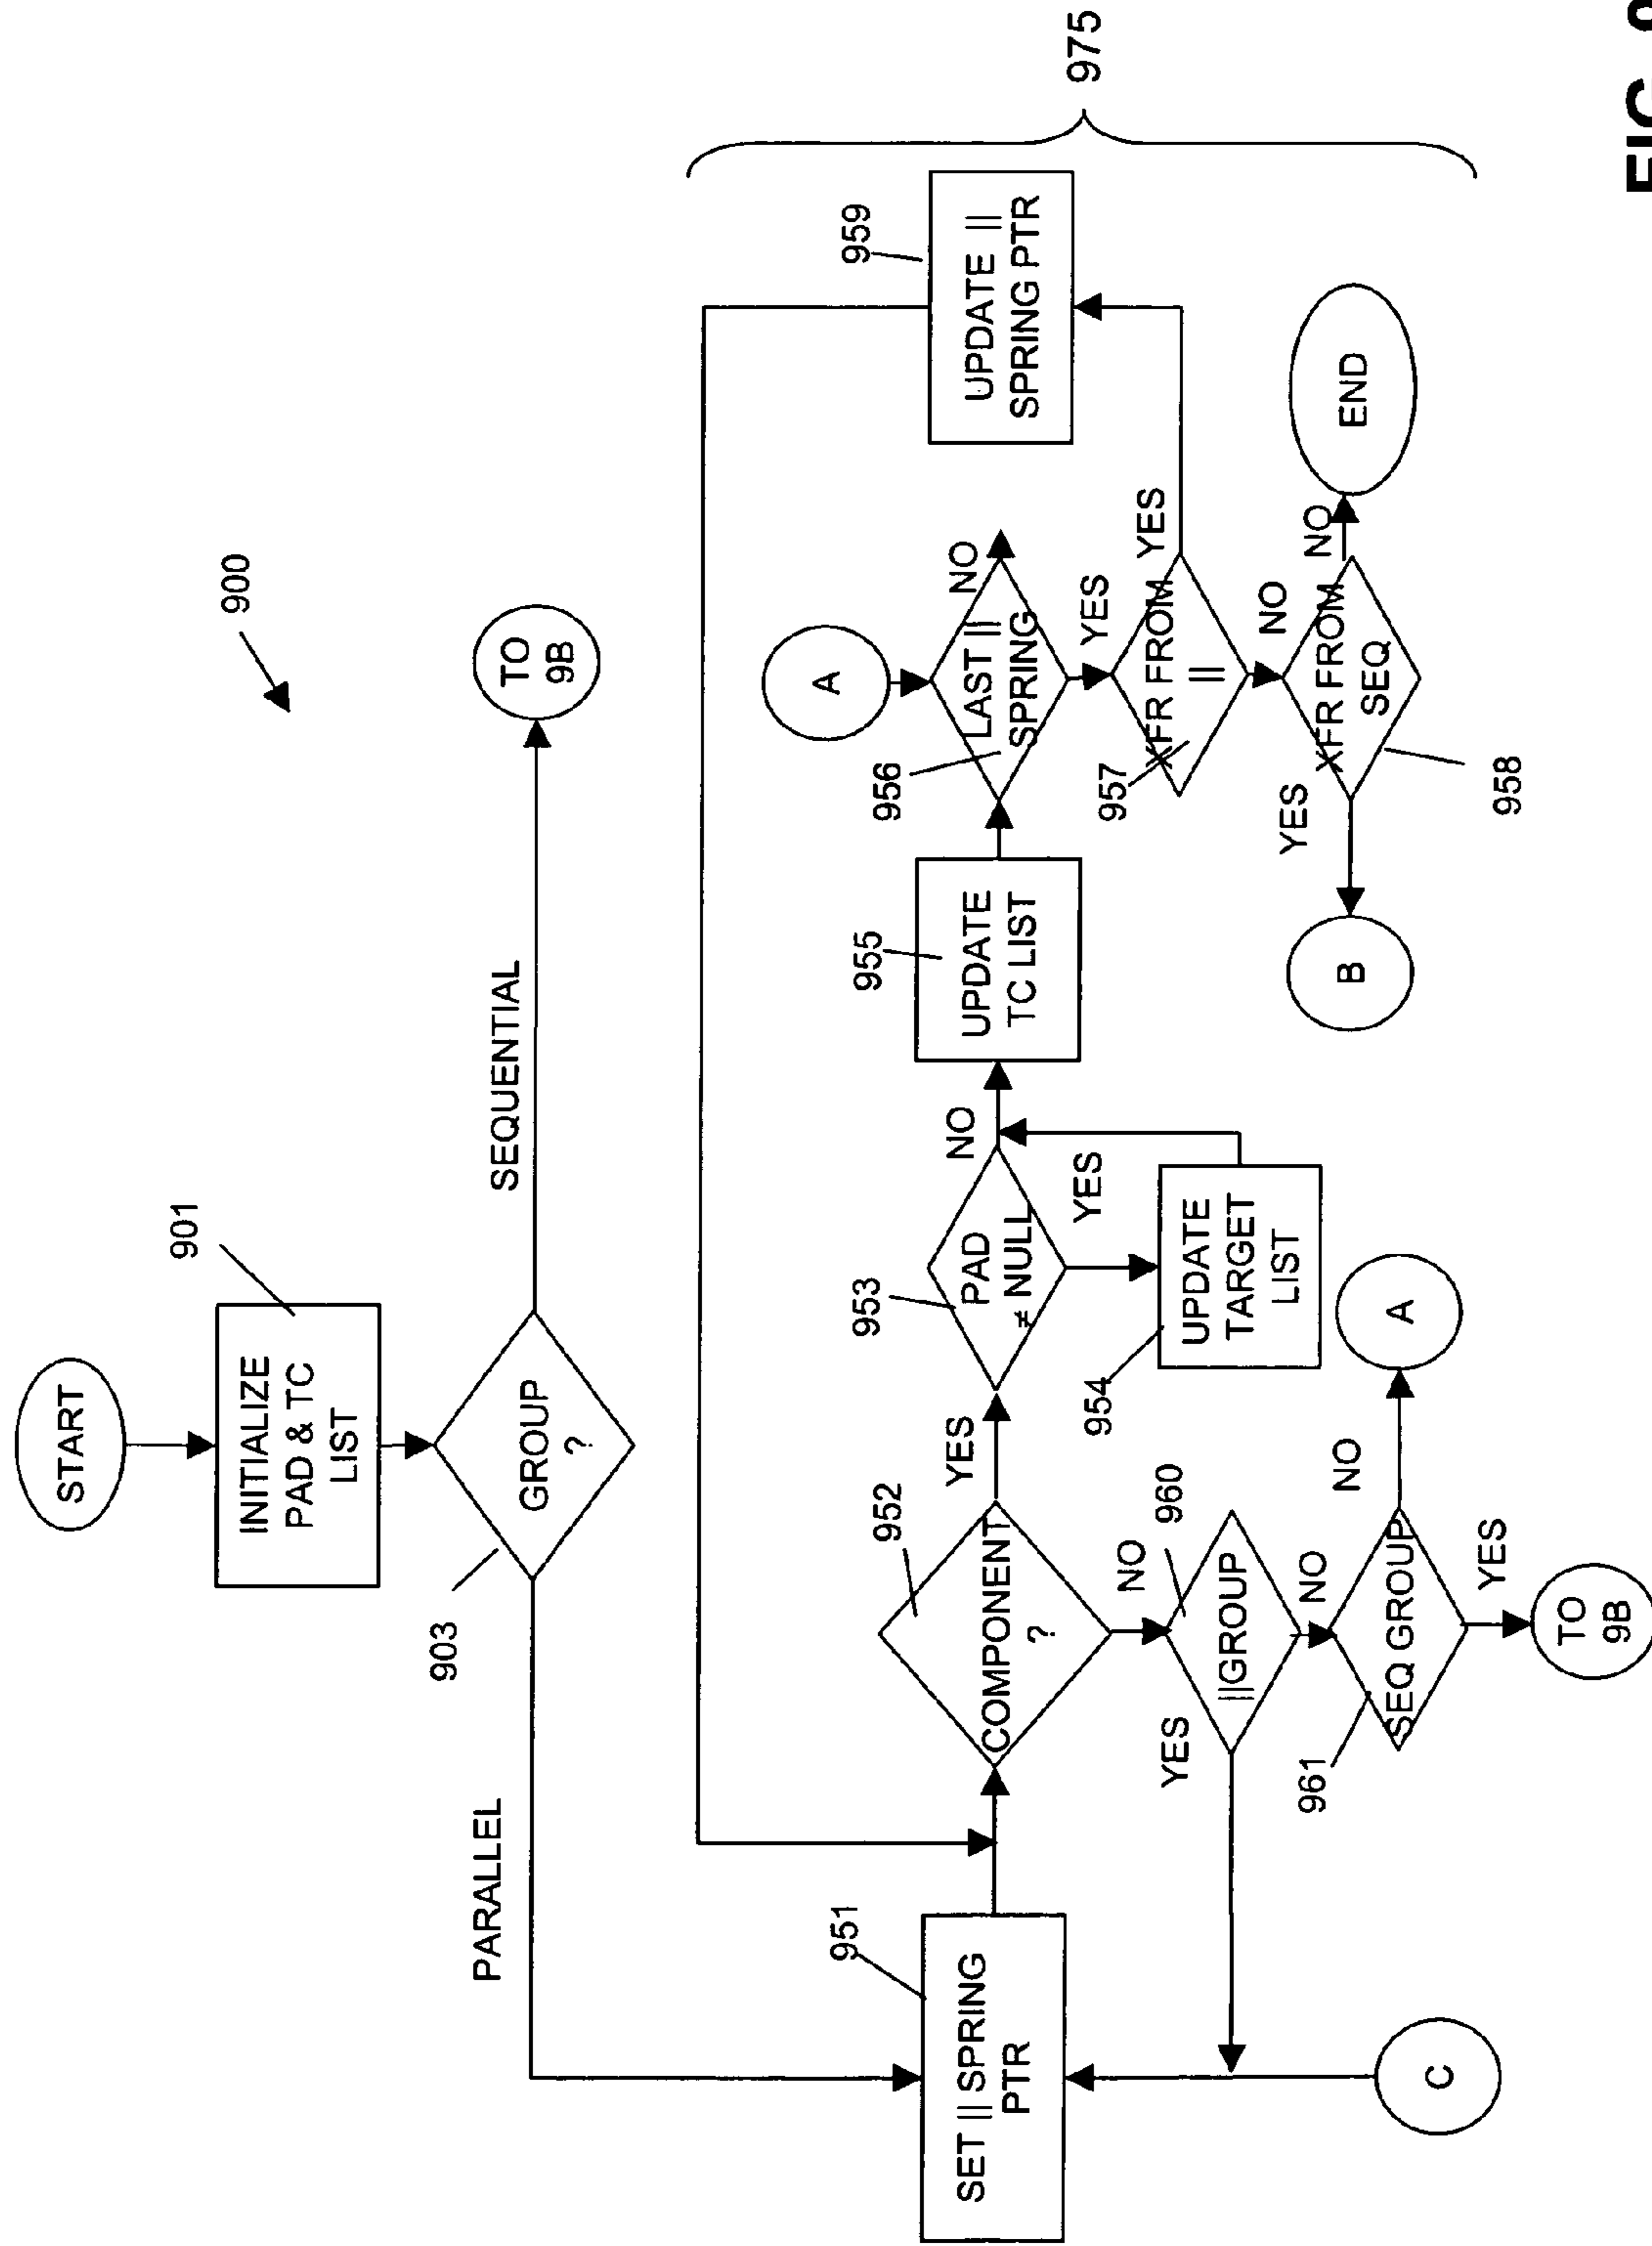 900
START
INITIALIZE
PAD & TC
LIST
901
GROUP
?
903
PARALLEL
SEQUENTIAL
TO
9B
975
SET || SPRING
PTR
951
COMPONENT
?
952
YES
NO
PAD
≠ NULL
953
NO
YES
UPDATE
TARGET
LIST
954
UPDATE
TC LIST
955
A
LAST ||
SPRING
956
NO
YES
UPDATE ||
SPRING PTR
959
XFR FROM
||
957
YES
NO
XFR FROM
SEQ
958
YES
NO
B
END
||GROUP
960
YES
NO
SEQ GROUP
961
NO
YES
A
TO
9B
C